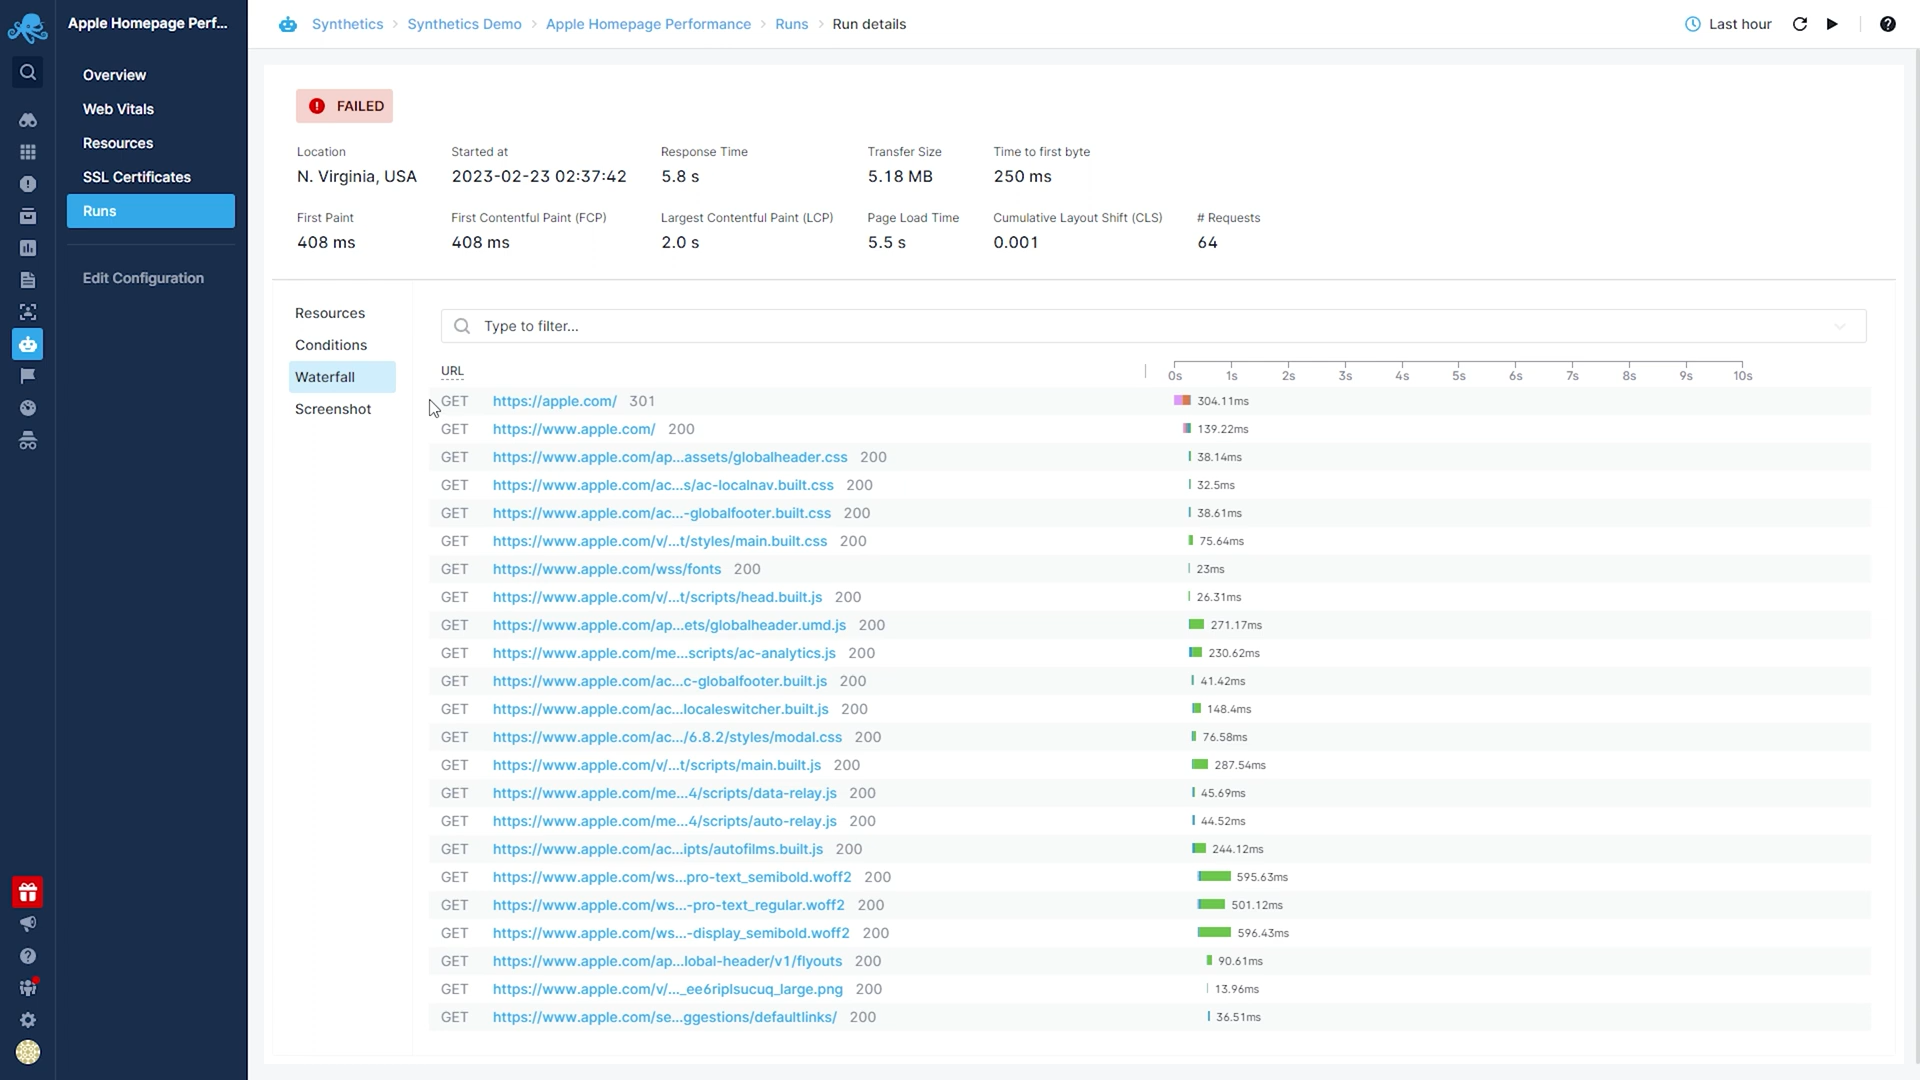 Apple Homepage Perf...
Synthetics > Synthetics Demo > Apple Homepage Performance > Runs > Run details
Last hour
Overview
Web Vitals
Resources
SSL Certificates
Runs
Edit Configuration
FAILED
Location
N. Virginia, USA
Started at
2023-02-23 02:37:42
Response Time
5.8 s
Transfer Size
5.18 MB
Time to first byte
250 ms
First Paint
408 ms
First Contentful Paint (FCP)
408 ms
Largest Contentful Paint (LCP)
2.0 s
Page Load Time
5.5 s
Cumulative Layout Shift (CLS)
0.001
# Requests
64
Resources
Conditions
Waterfall
Screenshot
Type to filter...
URL
0s 1s 2s 3s 4s 5s 6s 7s 8s 9s 10s
GET https://apple.com/ 301 304.11ms
GET https://www.apple.com/ 200 139.22ms
GET https://www.apple.com/ap...assets/globalheader.css 200 38.14ms
GET https://www.apple.com/ac...s/ac-localnav.built.css 200 32.5ms
GET https://www.apple.com/ac...-globalfooter.built.css 200 38.61ms
GET https://www.apple.com/v/...t/styles/main.built.css 200 75.64ms
GET https://www.apple.com/wss/fonts 200 23ms
GET https://www.apple.com/v/...t/scripts/head.built.js 200 26.31ms
GET https://www.apple.com/ap...ets/globalheader.umd.js 200 271.17ms
GET https://www.apple.com/me...scripts/ac-analytics.js 200 230.62ms
GET https://www.apple.com/ac...c-globalfooter.built.js 200 41.42ms
GET https://www.apple.com/ac...localeswitcher.built.js 200 148.4ms
GET https://www.apple.com/ac.../6.8.2/styles/modal.css 200 76.58ms
GET https://www.apple.com/v/...t/scripts/main.built.js 200 287.54ms
GET https://www.apple.com/me...4/scripts/data-relay.js 200 45.69ms
GET https://www.apple.com/me...4/scripts/auto-relay.js 200 44.52ms
GET https://www.apple.com/ac...ipts/autofilms.built.js 200 244.12ms
GET https://www.apple.com/ws...pro-text_semibold.woff2 200 595.63ms
GET https://www.apple.com/ws...-pro-text_regular.woff2 200 501.12ms
GET https://www.apple.com/ws...-display_semibold.woff2 200 596.43ms
GET https://www.apple.com/ap...lobal-header/v1/flyouts 200 90.61ms
GET https://www.apple.com/v/..._ee6riplsucuq_large.png 200 13.96ms
GET https://www.apple.com/se...ggestions/defaultlinks/ 200 36.51ms